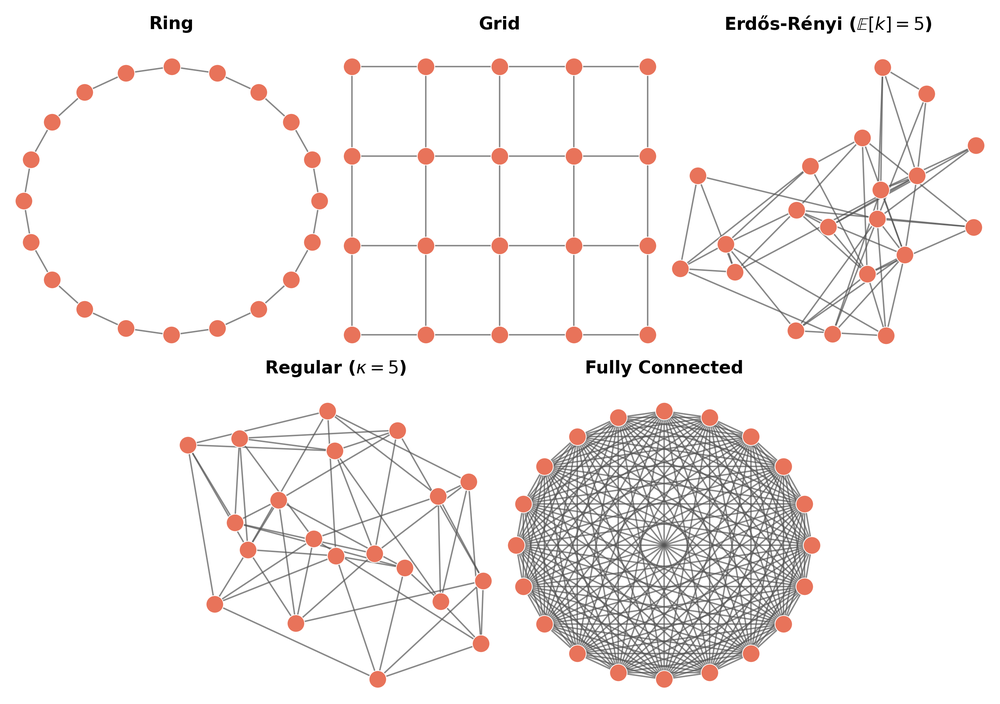 Ring
Grid
Erdős-Rényi (𝔼[k] = 5)
Regular (κ = 5)
Fully Connected